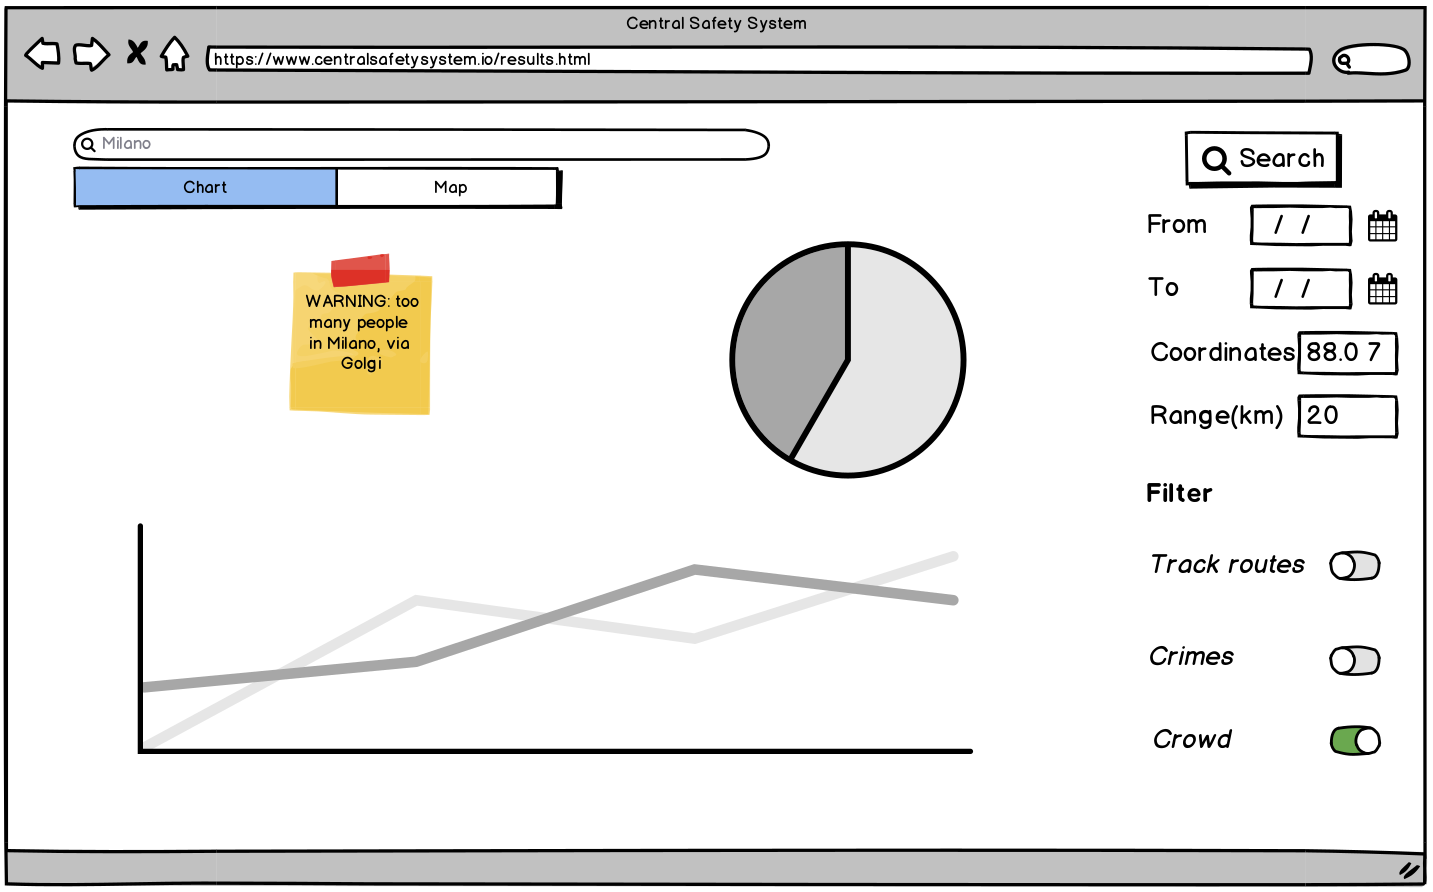 Central Safety System
https://www.centralsafetysystem.io/results.html
Milano
Search
Chart
Map
From / /
To / /
WARNING: too
many people
in Milano, via
Golgi
Coordinates 88.0 7
Range(km) 20
Filter
Track routes
Crimes
Crowd